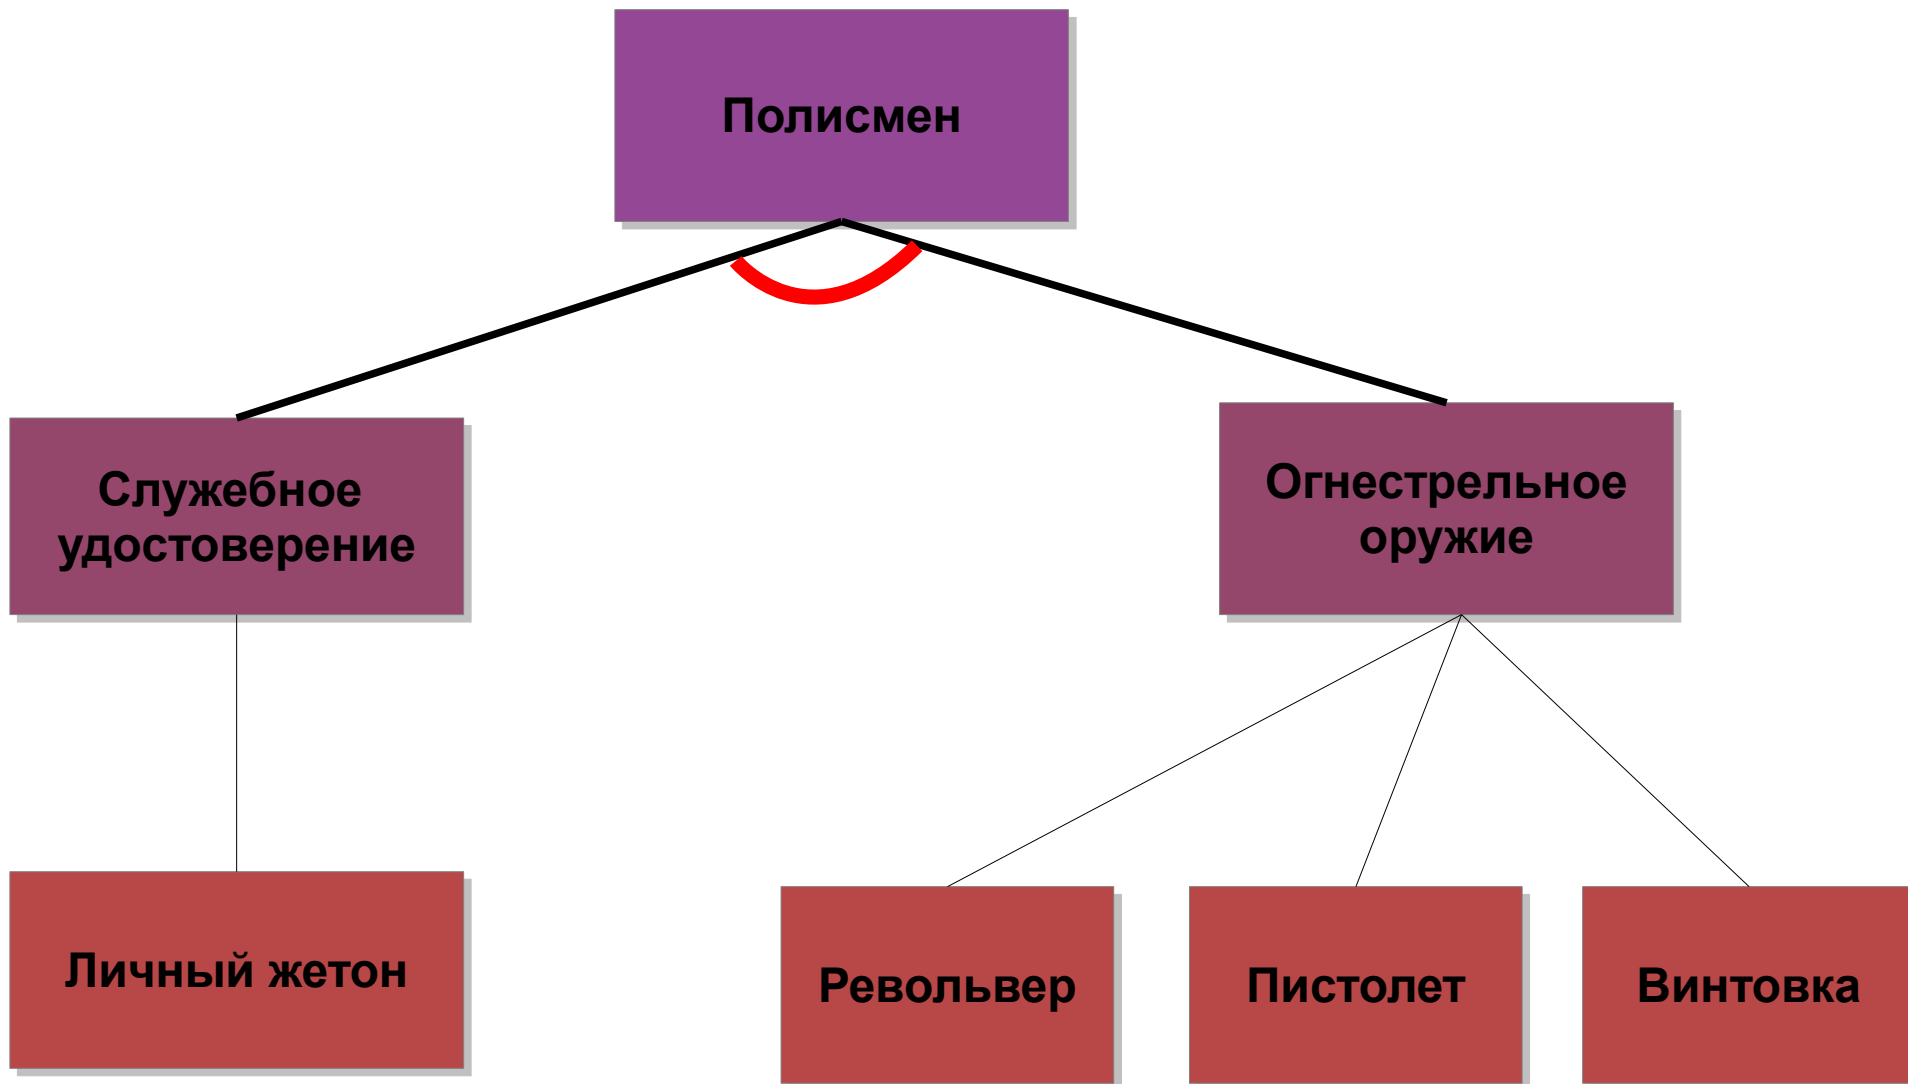 Полисмен
Служебное
удостоверение
Огнестрельное
оружие
Личный жетон
Револьвер
Пистолет
Винтовка